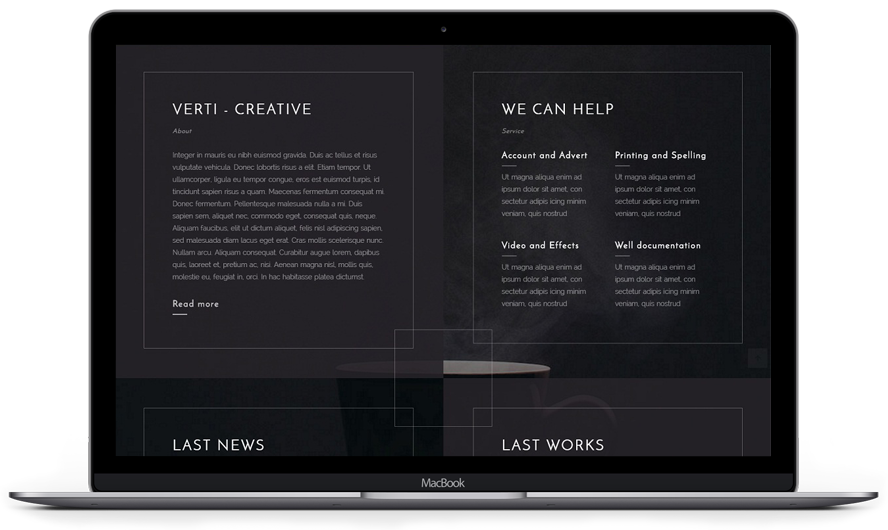 VERTI - CREATIVE
About
Integer in mauris eu nibh euismod gravida. Duis ac tellus et risus
vulputate vehicula. Donec lobortis risus a elit. Etiam tempor. Ut
ullamcorper, ligula eu tempor congue, eros est euismod turpis, id
tincidunt sapien risus a quam. Maecenas fermentum consequat mi.
Donec fermentum. Pellentesque malesuada nulla a mi. Duis
sapien sem, aliquet nec, commodo eget, consequat quis, neque.
Aliquam faucibus, elit ut dictum aliquet, felis nisl adipiscing sapien,
sed malesuada diam lacus eget erat. Cras mollis scelerisque nunc.
Nullam arcu. Aliquam consequat. Curabitur augue lorem, dapibus
quis, laoreet et, pretium ac, nisi. Aenean magna nisl, mollis quis,
molestie eu, feugiat in, orci. In hac habitasse platea dictumst.
Read more
WE CAN HELP
Service
Account and Advert
Ut magna aliqua enim ad
ipsum dolor sit amet, con
sectetur adipis icing minim
veniam, quis nostrud
Printing and Spelling
Ut magna aliqua enim ad
ipsum dolor sit amet, con
sectetur adipis icing minim
veniam, quis nostrud
Video and Effects
Ut magna aliqua enim ad
ipsum dolor sit amet, con
sectetur adipis icing minim
veniam, quis nostrud
Well documentation
Ut magna aliqua enim ad
ipsum dolor sit amet, con
sectetur adipis icing minim
veniam, quis nostrud
LAST NEWS
LAST WORKS
MacBook